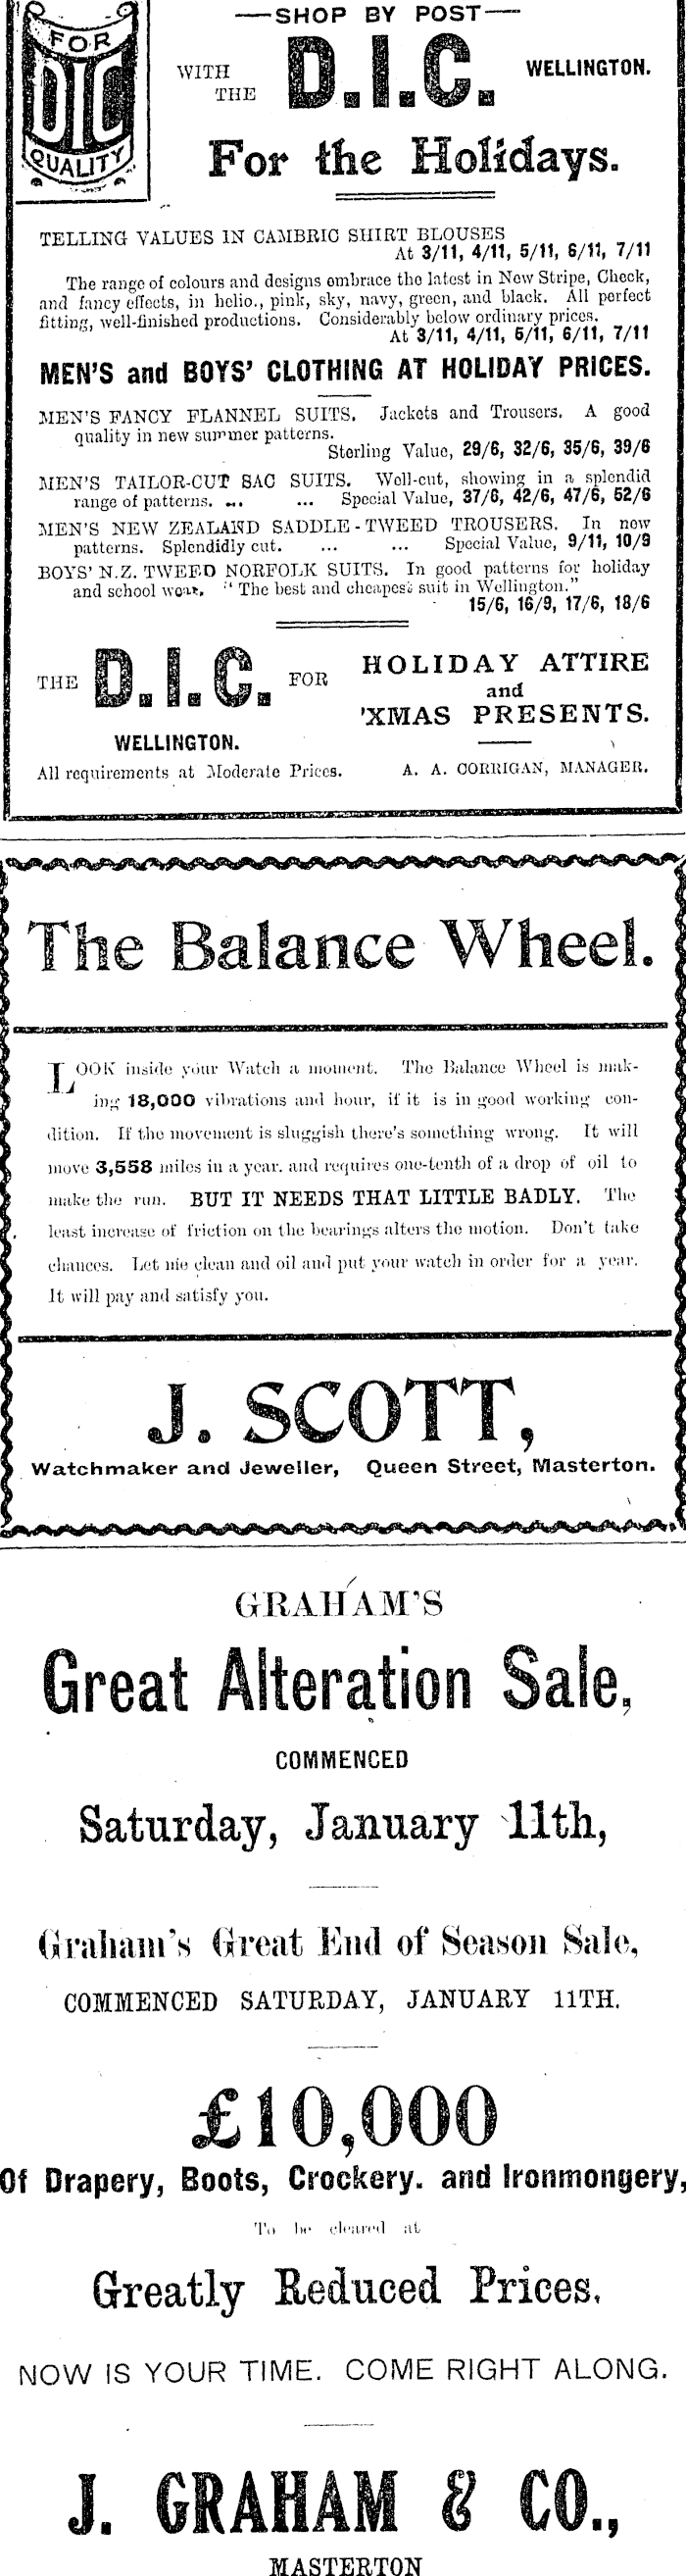 FOR
DIC
QUALITY
—SHOP BY POST—
WITH THE D.I.C. WELLINGTON.
For the Holidays.
TELLING VALUES IN CAMBRIC SHIRT BLOUSES
At 3/11, 4/11, 5/11, 6/11, 7/11
The range of colours and designs embrace the latest in New Stripe, Check,
and fancy effects, in helio., pink, sky, navy, green, and black. All perfect
fitting, well-finished productions. Considerably below ordinary prices.
At 3/11, 4/11, 5/11, 6/11, 7/11
MEN'S and BOYS' CLOTHING AT HOLIDAY PRICES.
MEN'S FANCY FLANNEL SUITS. Jackets and Trousers. A good
quality in new summer patterns.
Sterling Value, 29/6, 32/6, 35/6, 39/6
MEN'S TAILOR-CUT SAC SUITS. Well-cut, showing in a splendid
range of patterns. ... ... Special Value, 37/6, 42/6, 47/6, 52/6
MEN'S NEW ZEALAND SADDLE-TWEED TROUSERS. In new
patterns. Splendidly cut. ... ... Special Value, 9/11, 10/9
BOYS' N.Z. TWEED NORFOLK SUITS. In good patterns for holiday
and school wear. "The best and cheapest suit in Wellington."
15/6, 16/9, 17/6, 18/6
THE D.I.C. FOR
WELLINGTON.
HOLIDAY ATTIRE
and
'XMAS PRESENTS.
All requirements at Moderate Prices. A. A. CORRIGAN, MANAGER.
The Balance Wheel.
LOOK inside your Watch a moment. The Balance Wheel is mak-
ing 18,000 vibrations and hour, if it is in good working con-
dition. If the movement is sluggish there's something wrong. It will
move 3,558 miles in a year. and requires one-tenth of a drop of oil to
make the run. BUT IT NEEDS THAT LITTLE BADLY. The
least increase of friction on the bearings alters the motion. Don't take
chances. Let me clean and oil and put your watch in order for a year.
It will pay and satisfy you.
J. SCOTT,
Watchmaker and Jeweller, Queen Street, Masterton.
GRAHAM'S
Great Alteration Sale,
COMMENCED
Saturday, January 11th,
Graham's Great End of Season Sale,
COMMENCED SATURDAY, JANUARY 11TH.
£10,000
Of Drapery, Boots, Crockery. and Ironmongery,
To be cleared at
Greatly Reduced Prices.
NOW IS YOUR TIME. COME RIGHT ALONG.
J. GRAHAM & CO.,
MASTERTON